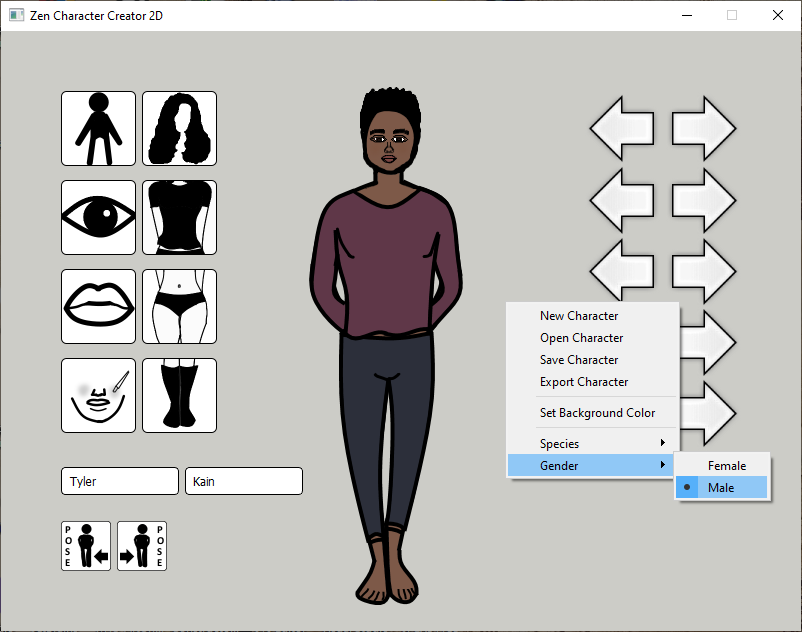 Zen Character Creator 2D
New Character
Open Character
Save Character
Export Character
Set Background Color
Species
Gender
Female
Male
Tyler
Kain
POSE
POSE